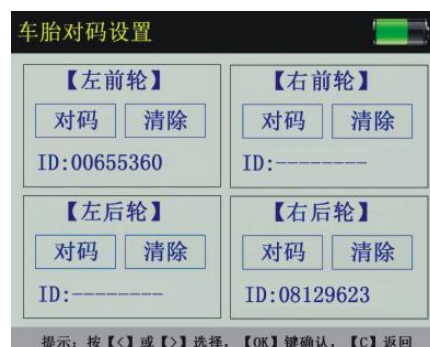 车胎对码设置
【左前轮】
对码 清除
ID:00655360
【右前轮】
对码 清除
ID:--------
【左后轮】
对码 清除
ID:--------
【右后轮】
对码 清除
ID:08129623
提示：按【<】或【>】选择，【OK】键确认，【C】返回